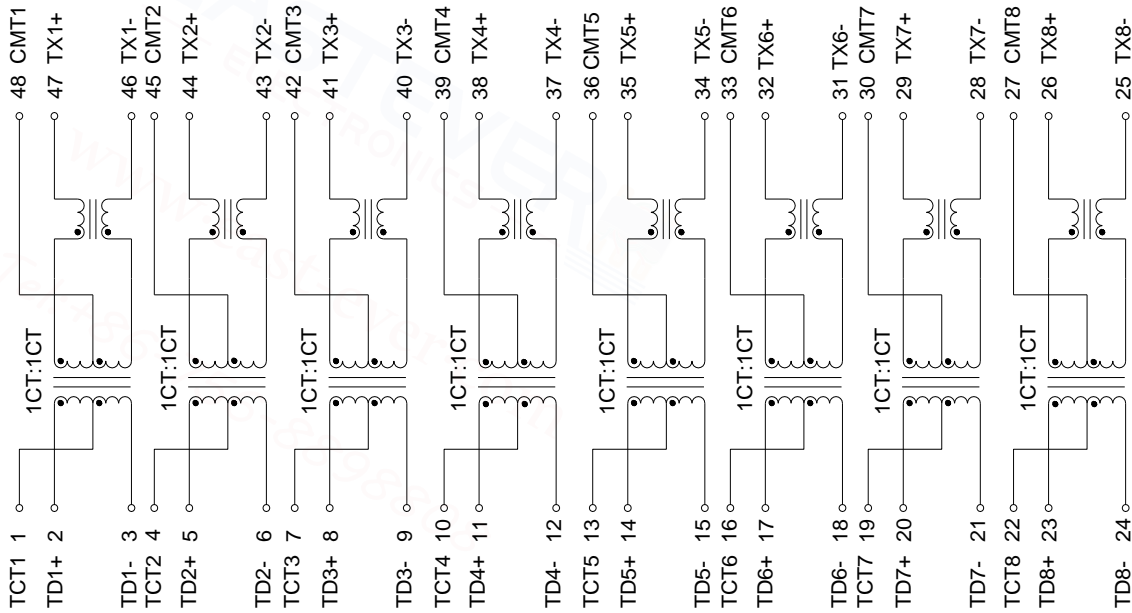 48 CMT1
47 TX1+
46 TX1-
45 CMT2
44 TX2+
43 TX2-
42 CMT3
41 TX3+
40 TX3-
39 CMT4
38 TX4+
37 TX4-
36 CMT5
35 TX5+
34 TX5-
33 CMT6
32 TX6+
31 TX6-
30 CMT7
29 TX7+
28 TX7-
27 CMT8
26 TX8+
25 TX8-
1CT:1CT
1CT:1CT
1CT:1CT
1CT:1CT
1CT:1CT
1CT:1CT
1CT:1CT
1CT:1CT
TCT1 1
TD1+ 2
TD1- 3
TCT2 4
TD2+ 5
TD2- 6
TCT3 7
TD3+ 8
TD3- 9
TCT4 10
TD4+ 11
TD4- 12
TCT5 13
TD5+ 14
TD5- 15
TCT6 16
TD6+ 17
TD6- 18
TCT7 19
TD7+ 20
TD7- 21
TCT8 22
TD8+ 23
TD8- 24
ELECTRONICS